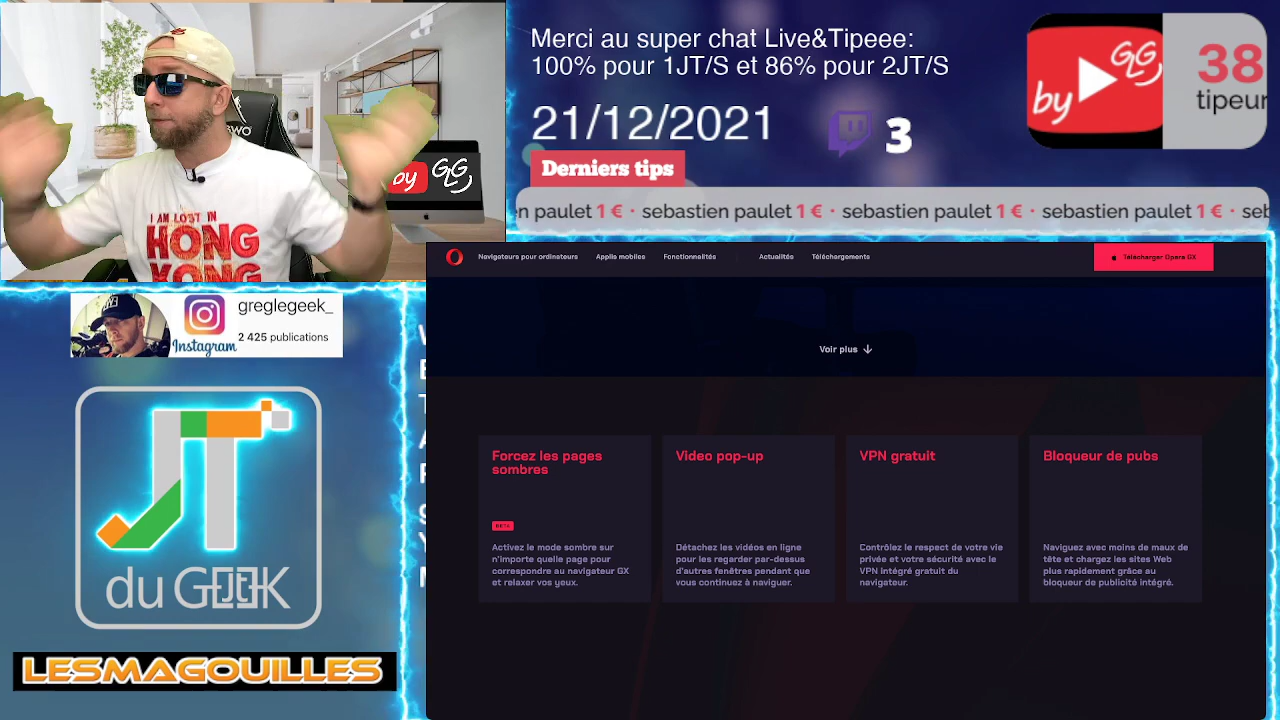 Merci au super chat Live&Tipeee:
100% pour 1JT/S et 86% pour 2JT/S
21/12/2021
3
by GLG
38
tipeur
Derniers tips
n paulet 1 € · sebastien paulet 1 € · sebastien paulet 1 € · sebastien paulet 1 € · seb
I AM LOST IN
HONG
KONG
by GLG
Navigateurs pour ordinateurs
Applis mobiles
Fonctionnalités
Actualités
Téléchargements
Télécharger Opera GX
Voir plus
Forcez les pages
sombres
BETA
Activez le mode sombre sur
n'importe quelle page pour
correspondre au navigateur GX
et relaxer vos yeux.
Video pop-up
Détachez les vidéos en ligne
pour les regarder par-dessus
d'autres fenêtres pendant que
vous continuez à naviguer.
VPN gratuit
Contrôlez le respect de votre vie
privée et votre sécurité avec le
VPN intégré gratuit du
navigateur.
Bloqueur de pubs
Naviguez avec moins de maux de
tête et chargez les sites Web
plus rapidement grâce au
bloqueur de publicité intégré.
greglegeek_
Instagram
2 425 publications
JT
du GEEK
LESMAGOUILLES